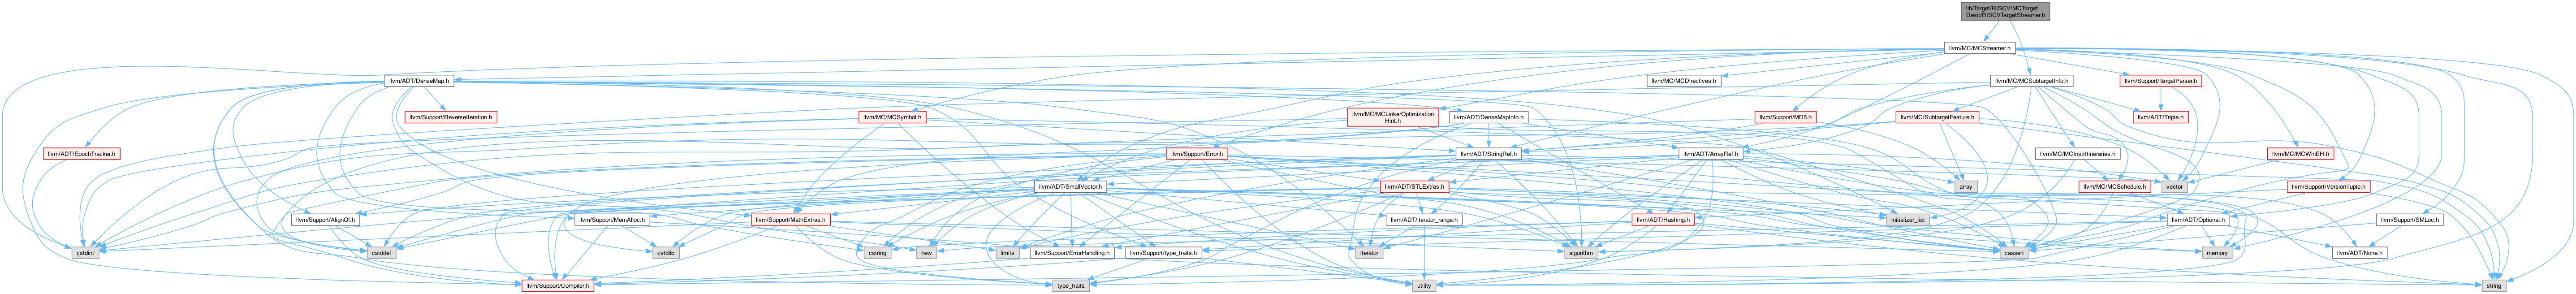 lib/Target/RISCV/MCTarget
Desc/RISCVTargetStreamer.h
llvm/MC/MCStreamer.h
llvm/ADT/DenseMap.h
llvm/MC/MCDirectives.h
llvm/MC/MCSubtargetInfo.h
llvm/Support/TargetParser.h
llvm/Support/ReverseIteration.h
llvm/MC/MCSymbol.h
llvm/MC/MCLinkerOptimization
Hint.h
llvm/ADT/DenseMapInfo.h
llvm/Support/MD5.h
llvm/MC/SubtargetFeature.h
llvm/ADT/Triple.h
llvm/ADT/EpochTracker.h
llvm/Support/Error.h
llvm/ADT/StringRef.h
llvm/ADT/ArrayRef.h
llvm/MC/MCInstrItineraries.h
llvm/MC/MCWinEH.h
llvm/ADT/SmallVector.h
llvm/ADT/STLExtras.h
array
llvm/MC/MCSchedule.h
vector
llvm/Support/VersionTuple.h
llvm/Support/AlignOf.h
llvm/Support/MemAlloc.h
llvm/Support/MathExtras.h
llvm/ADT/iterator_range.h
llvm/ADT/Hashing.h
initializer_list
llvm/ADT/Optional.h
llvm/Support/SMLoc.h
cstdint
cstddef
cstdlib
cstring
new
limits
llvm/Support/ErrorHandling.h
llvm/Support/type_traits.h
iterator
algorithm
cassert
memory
llvm/ADT/None.h
llvm/Support/Compiler.h
type_traits
utility
string